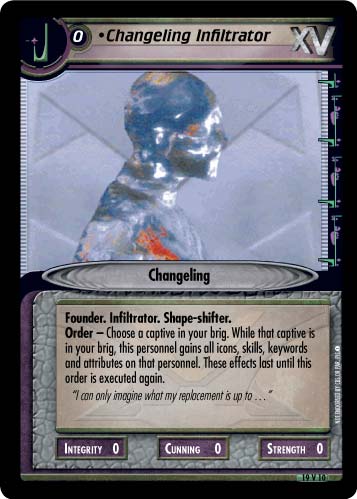 0 •Changeling Infiltrator XV
Changeling
Founder. Infiltrator. Shape-shifter.
Order – Choose a captive in your brig. While that captive is
in your brig, this personnel gains all icons, skills, keywords
and attributes on that personnel. These effects last until this
order is executed again.
"I can only imagine what my replacement is up to ..."
INTEGRITY 0 CUNNING 0 STRENGTH 0
19 V 10